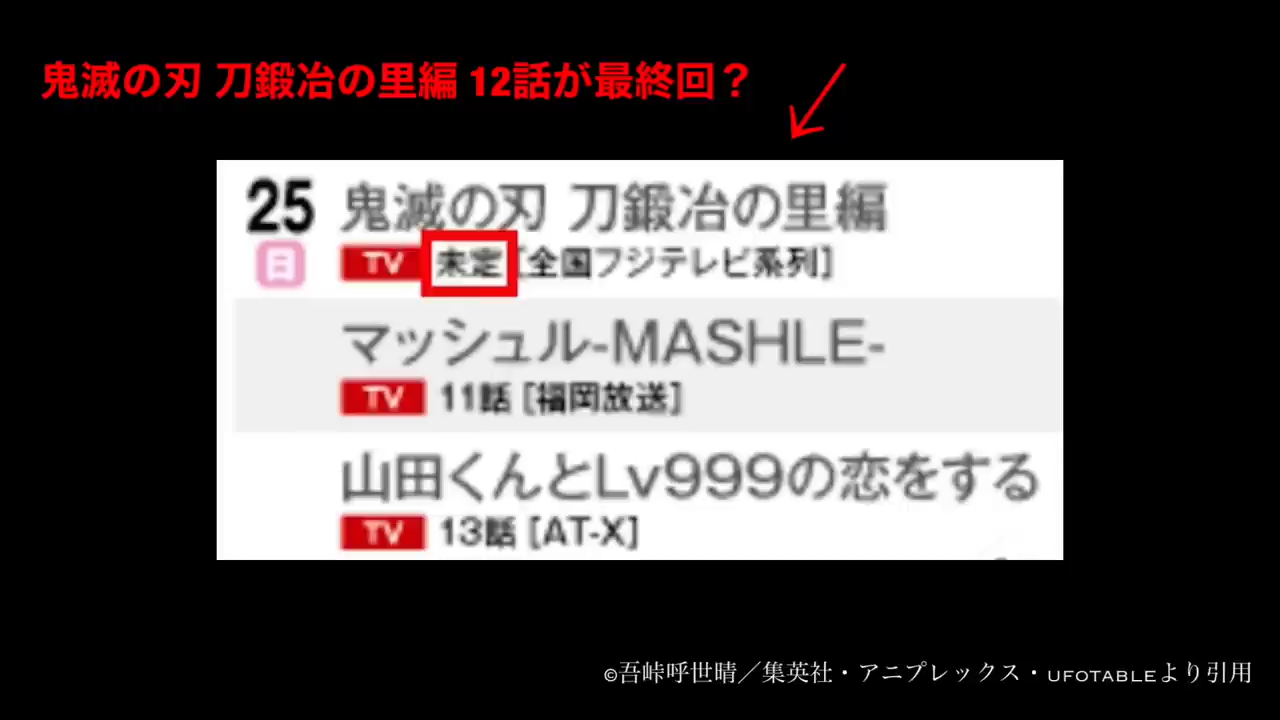 鬼滅の刃 刀鍛冶の里編 12話が最終回？
25 鬼滅の刃 刀鍛冶の里編
日 TV 未定 [全国フジテレビ系列]
マッシュル-MASHLE-
TV 11話 [福岡放送]
山田くんとLv999の恋をする
TV 13話 [AT-X]
©吾峠呼世晴／集英社・アニプレックス・UFOTABLEより引用